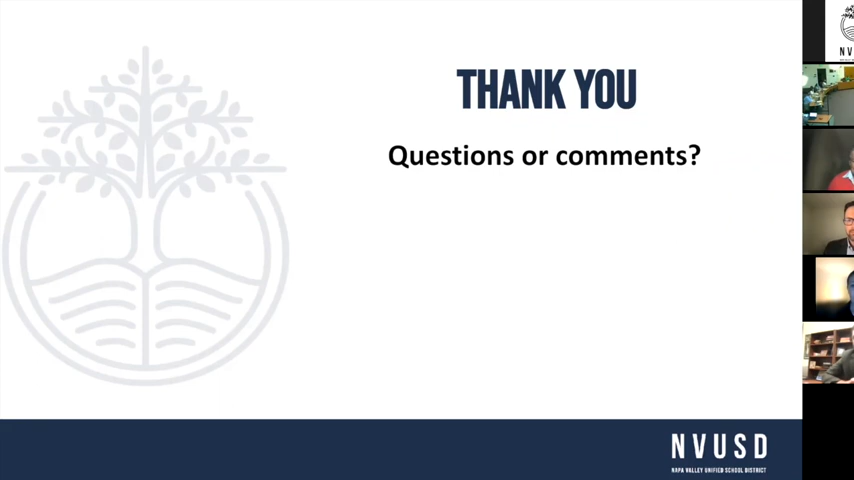 THANK YOU
Questions or comments?
NVUSD
NAPA VALLEY UNIFIED SCHOOL DISTRICT
N V